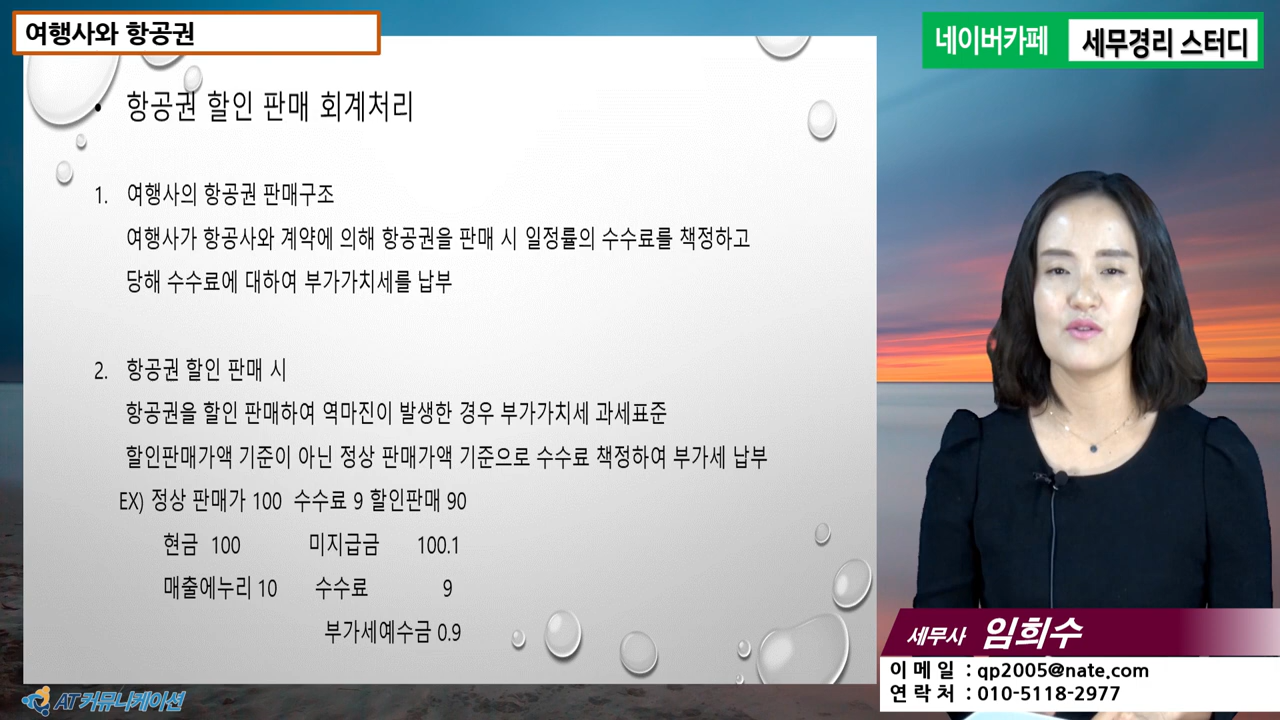 여행사와 항공권
네이버카페 세무경리 스터디
• 항공권 할인 판매 회계처리
1. 여행사의 항공권 판매구조
여행사가 항공사와 계약에 의해 항공권을 판매 시 일정률의 수수료를 책정하고
당해 수수료에 대하여 부가가치세를 납부
2. 항공권 할인 판매 시
항공권을 할인 판매하여 역마진이 발생한 경우 부가가치세 과세표준
할인판매가액 기준이 아닌 정상 판매가액 기준으로 수수료 책정하여 부가세 납부
EX) 정상 판매가 100 수수료 9 할인판매 90
현금 100 미지급금 100.1
매출에누리 10 수수료 9
부가세예수금 0.9
세무사 임희수
이 메 일 : qp2005@nate.com
연 락 처 : 010-5118-2977
AT커뮤니케이션